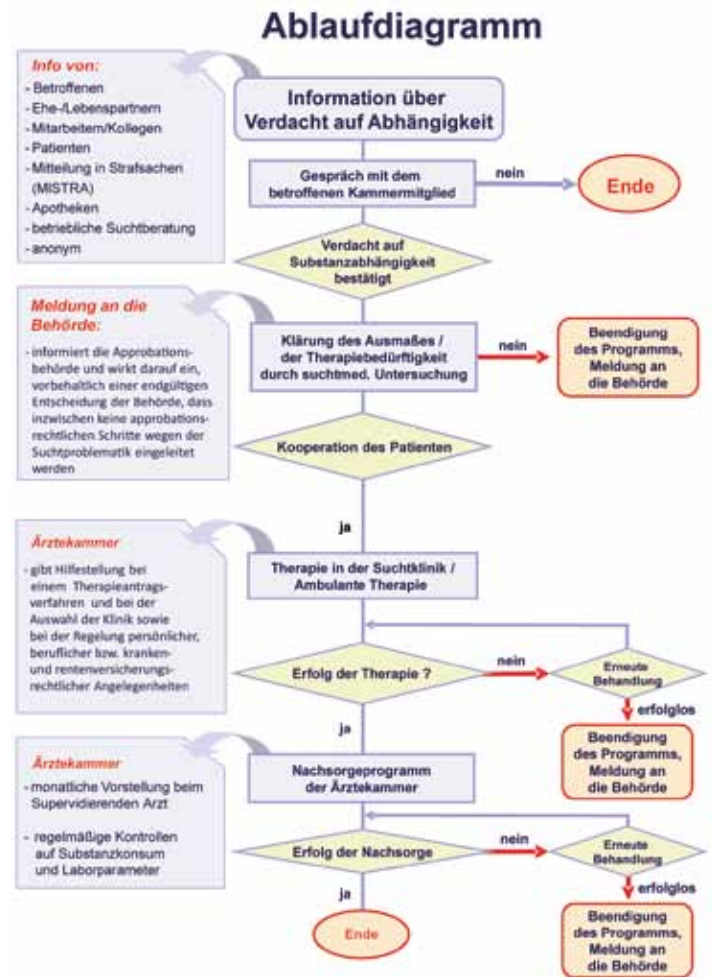 Ablaufdiagramm
Info von:
- Betroffenen
- Ehe-/Lebenspartnern
- Mitarbeitern/Kollegen
- Patienten
- Mitteilung in Strafsachen
(MISTRA)
- Apotheken
- betriebliche Suchtberatung
- anonym
Information über
Verdacht auf Abhängigkeit
Gespräch mit dem
betroffenen Kammermitglied
nein
Ende
Verdacht auf
Substanzabhängigkeit
bestätigt
Meldung an die
Behörde:
- informiert die Approbations-
behörde und wirkt darauf ein,
vorbehaltlich einer endgültigen
Entscheidung der Behörde, dass
inzwischen keine approbations-
rechtlichen Schritte wegen der
Suchtproblematik eingeleitet
werden
Klärung des Ausmaßes /
der Therapiebedürftigkeit
durch suchtmed. Untersuchung
nein
Beendigung
des Programms,
Meldung an
die Behörde
Kooperation des Patienten
ja
Ärztekammer
- gibt Hilfestellung bei
einem Therapieantrags-
verfahren und bei der
Auswahl der Klinik sowie
bei der Regelung persönlicher,
beruflicher bzw. kranken-
und rentenversicherungs-
rechtlicher Angelegenheiten
Therapie in der Suchtklinik /
Ambulante Therapie
Erfolg der Therapie ?
nein
Erneute
Behandlung
erfolglos
Beendigung
des Programms,
Meldung an
die Behörde
ja
Ärztekammer
- monatliche Vorstellung beim
Supervidierenden Arzt
- regelmäßige Kontrollen
auf Substanzkonsum
und Laborparameter
Nachsorgeprogramm
der Ärztekammer
Erfolg der Nachsorge
nein
Erneute
Behandlung
erfolglos
Beendigung
des Programms,
Meldung an
die Behörde
ja
Ende